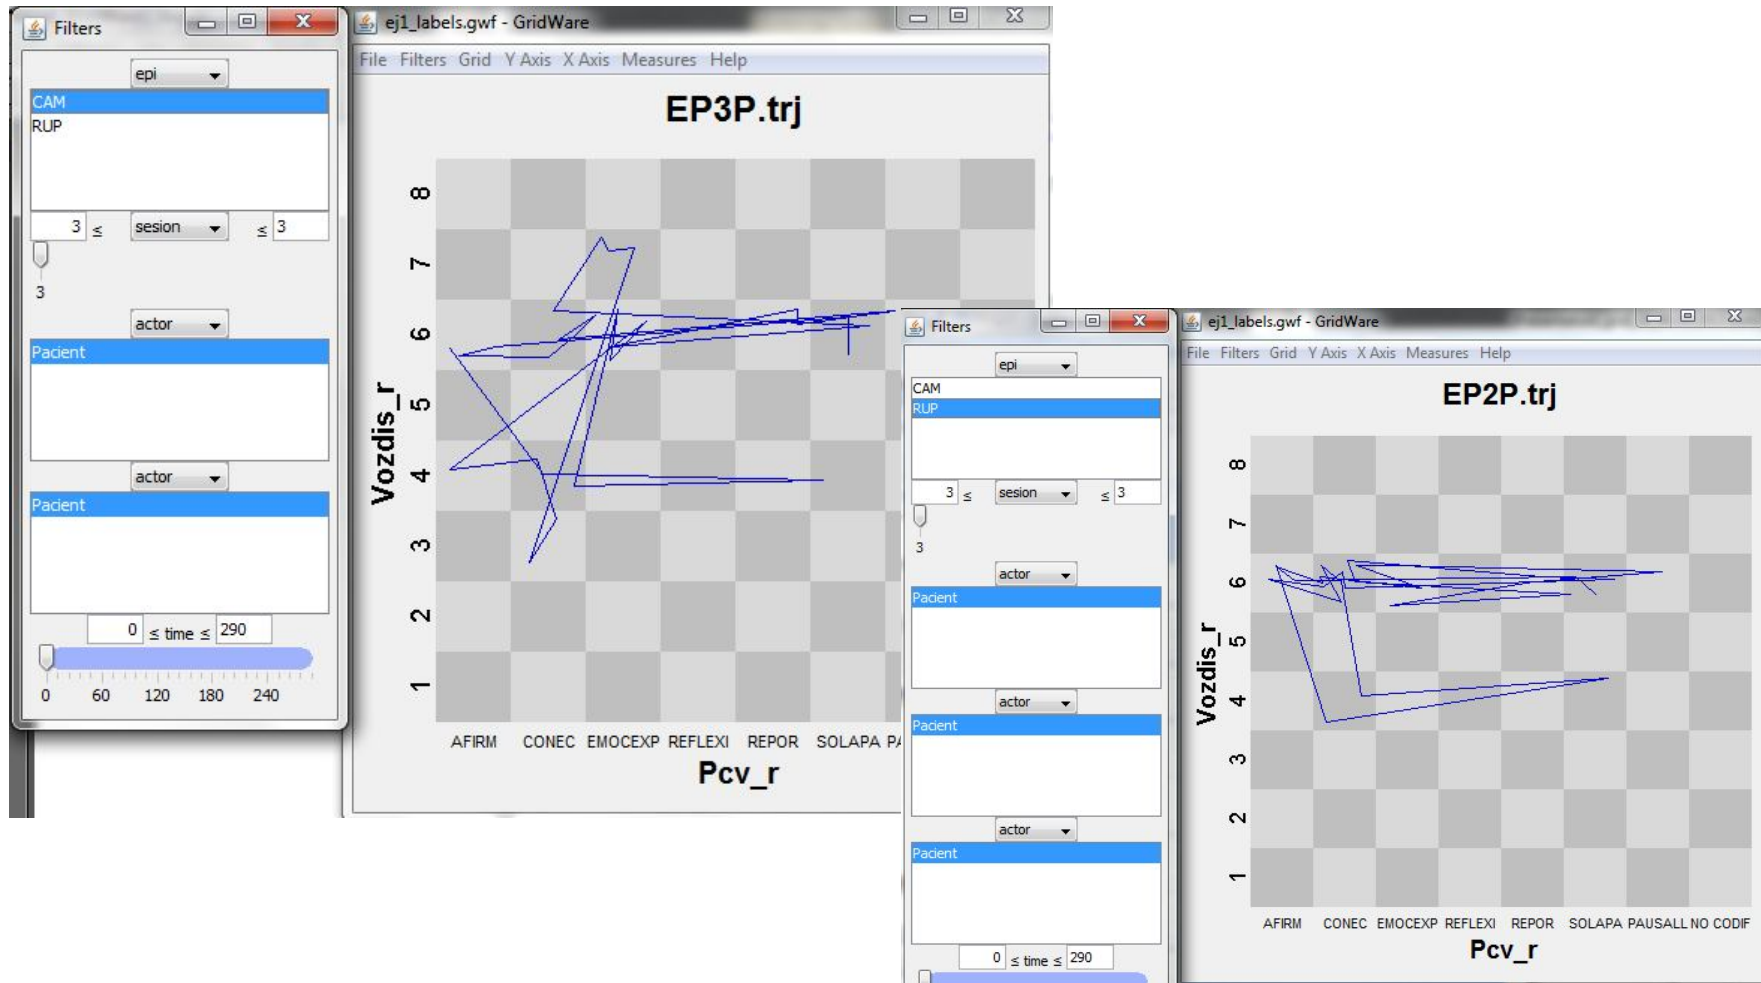 Filters
epi
CAM
RUP
3 ≤ sesion ≤ 3
3
actor
Pacient
actor
Pacient
0 ≤ time ≤ 290
0 60 120 180 240
ej1_labels.gwf - GridWare
File Filters Grid Y Axis X Axis Measures Help
EP3P.trj
8
7
6
5
4
3
2
1
Vozdis_r
AFIRM CONEC EMOCEXP REFLEXI REPOR SOLAPA PA
Pcv_r
Filters
epi
CAM
RUP
3 ≤ sesion ≤ 3
3
actor
Pacient
actor
Pacient
actor
Pacient
0 ≤ time ≤ 290
ej1_labels.gwf - GridWare
File Filters Grid Y Axis X Axis Measures Help
EP2P.trj
8
7
6
5
4
3
2
1
Vozdis_r
AFIRM CONEC EMOCEXP REFLEXI REPOR SOLAPA PAUSALL NO CODIF
Pcv_r